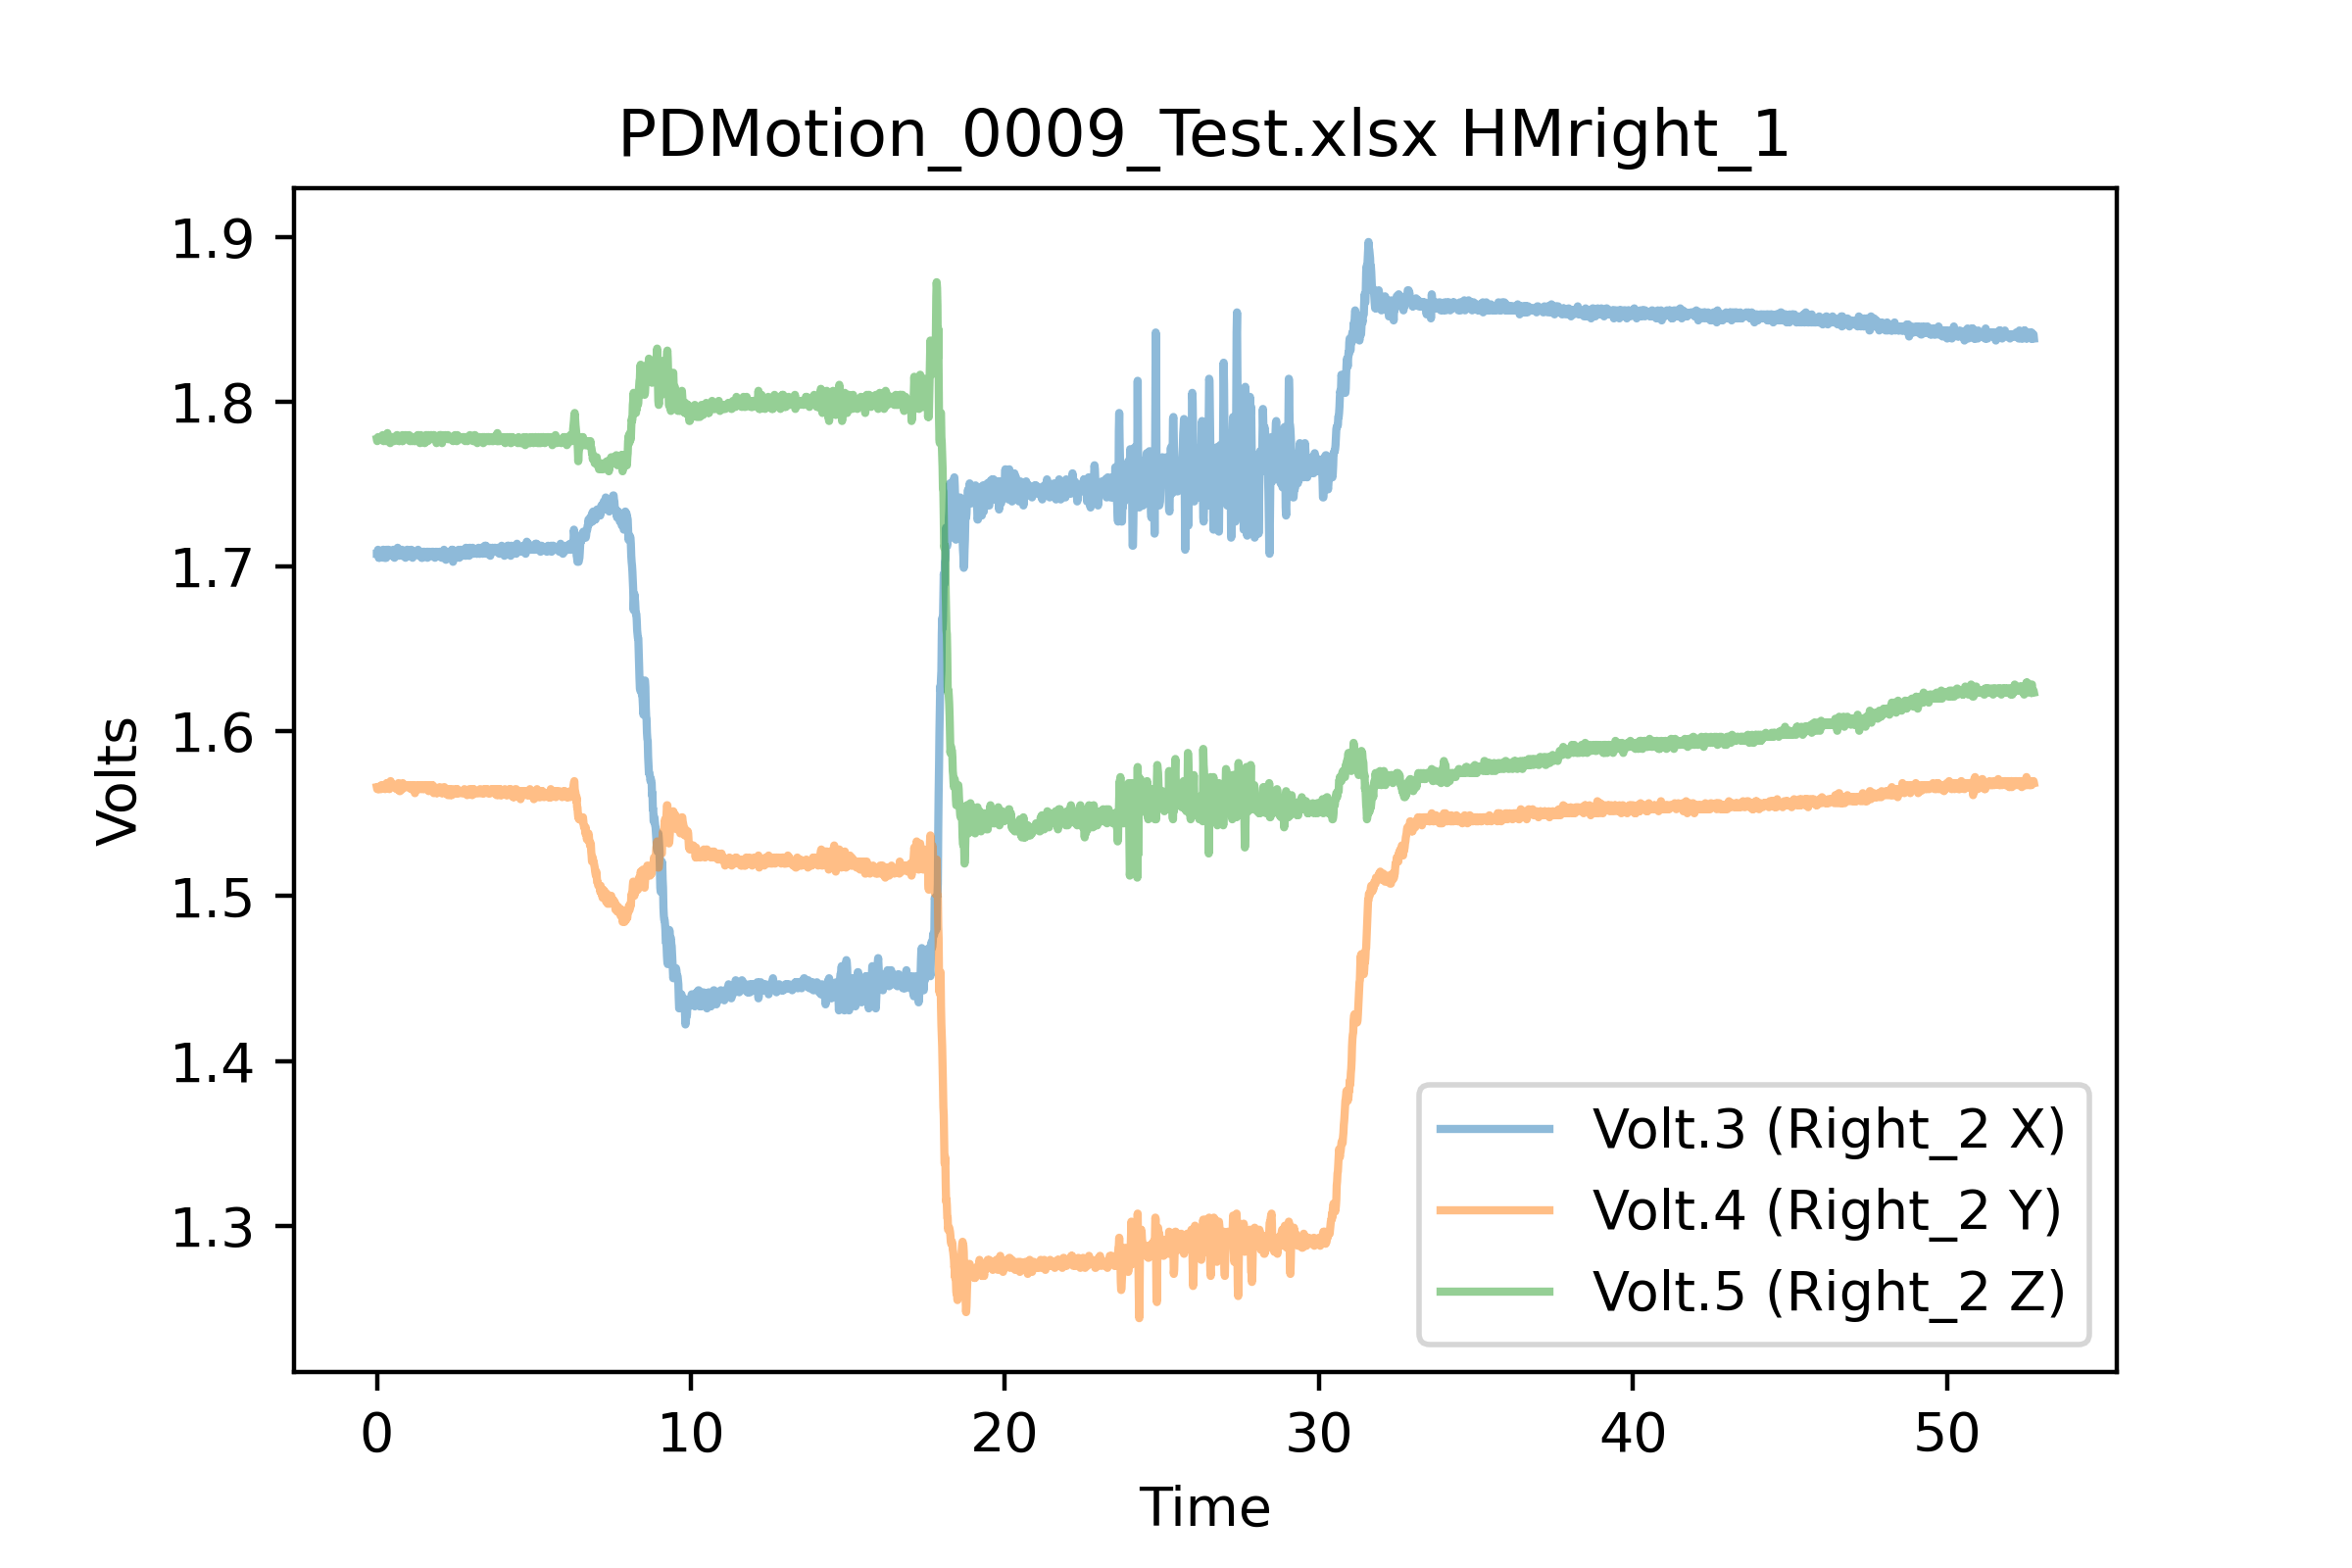 PDMotion_0009_Test.xlsx HMright_1
1.9
1.8
1.7
1.6
1.5
1.4
1.3
Volts
Volt.3 (Right_2 X)
Volt.4 (Right_2 Y)
Volt.5 (Right_2 Z)
0 10 20 30 40 50
Time